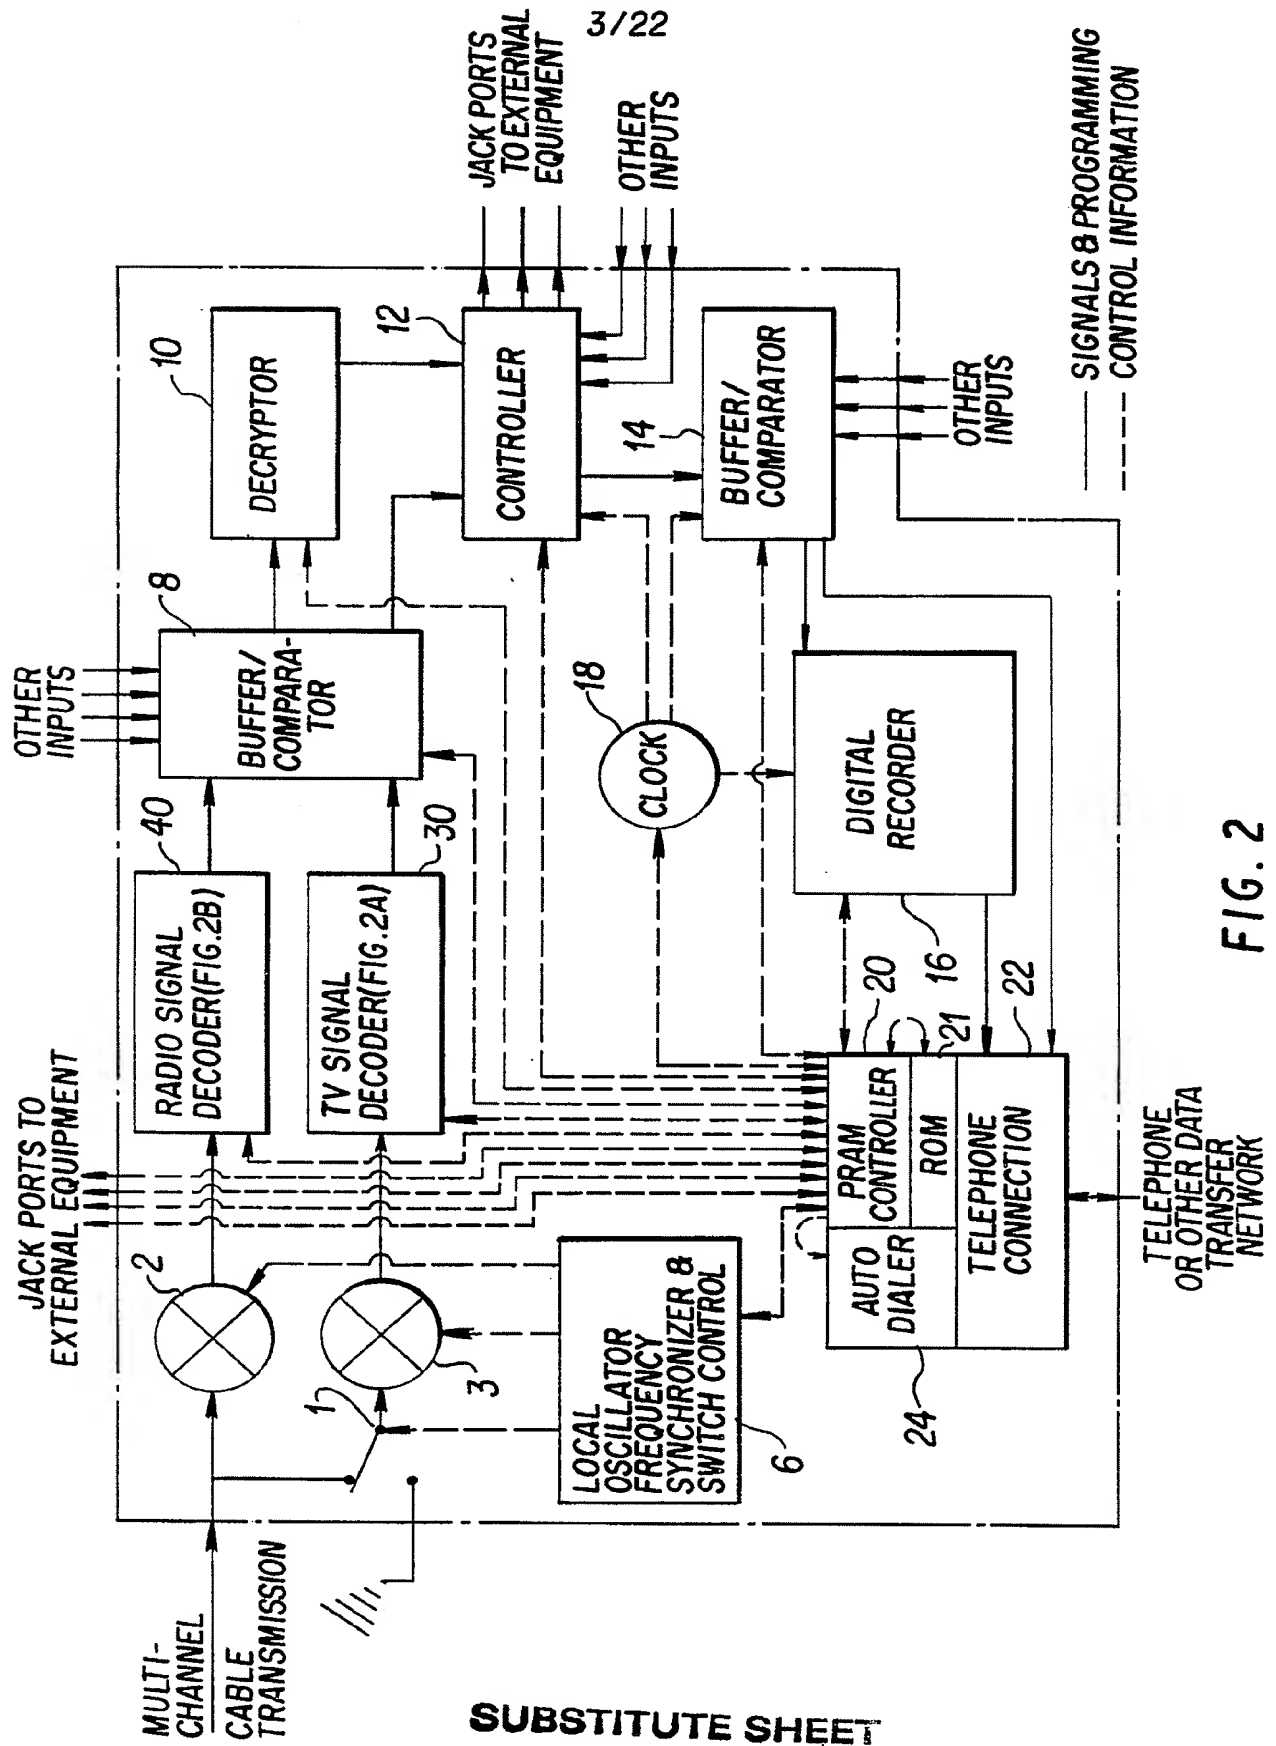 3/22
MULTI-
CHANNEL
CABLE
TRANSMISSION
JACK PORTS TO
EXTERNAL EQUIPMENT
OTHER
INPUTS
2
RADIO SIGNAL
DECODER(FIG.2B)
40
BUFFER/
COMPARA-
TOR
8
DECRYPTOR
10
1
3
TV SIGNAL
DECODER(FIG.2A)
30
CONTROLLER
12
JACK PORTS
TO EXTERNAL
EQUIPMENT
OTHER
INPUTS
LOCAL
OSCILLATOR
FREQUENCY
SYNCHRONIZER &
SWITCH CONTROL
6
CLOCK
18
BUFFER/
COMPARATOR
14
OTHER
INPUTS
DIGITAL
RECORDER
16
PRAM
CONTROLLER
20
ROM
21
AUTO
DIALER
24
TELEPHONE
CONNECTION
22
TELEPHONE
OR OTHER DATA
TRANSFER
NETWORK
SIGNALS & PROGRAMMING
CONTROL INFORMATION
FIG. 2
SUBSTITUTE SHEET